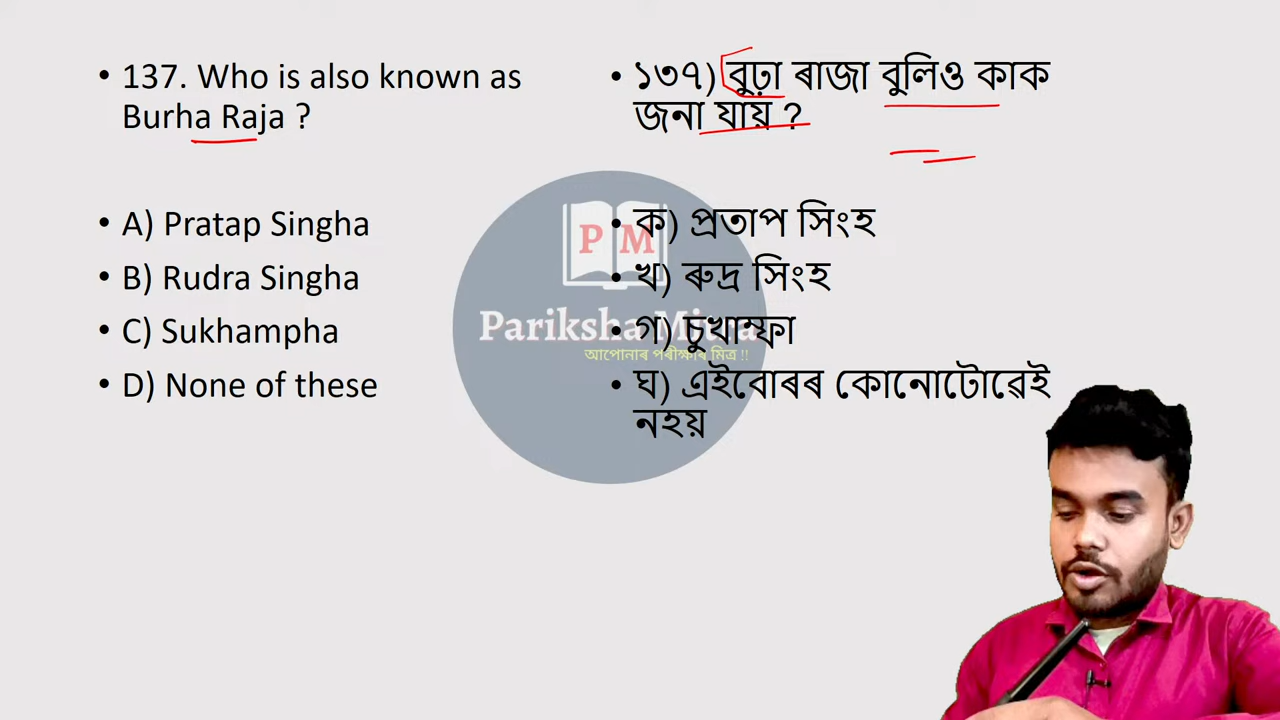 • 137. Who is also known as
Burha Raja ?
• A) Pratap Singha
• B) Rudra Singha
• C) Sukhampha
• D) None of these
• ১৩৭) বুঢ়া ৰাজা বুলিও কাক
জনা যায় ?
• ক) প্ৰতাপ সিংহ
• খ) ৰুদ্ৰ সিংহ
• গ) চুখাম্ফা
• ঘ) এইবোৰৰ কোনোটোৱেই
নহয়
P M
Pariksha Mitra
আপোনাৰ পৰীক্ষাৰ মিত্ৰ !!